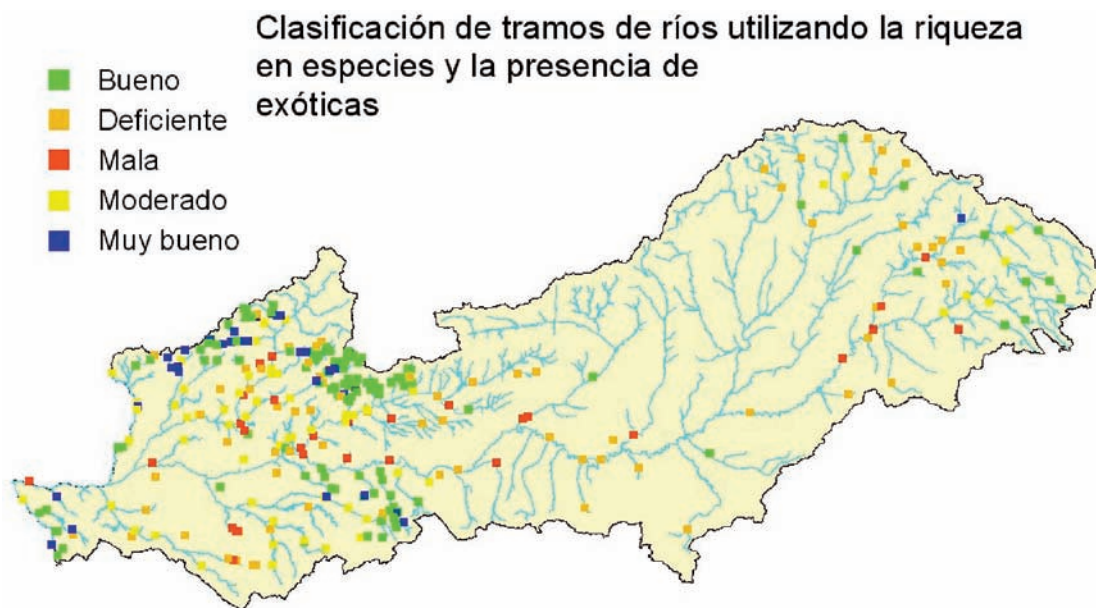 Clasificación de tramos de ríos utilizando la riqueza
en especies y la presencia de
exóticas
Bueno
Deficiente
Mala
Moderado
Muy bueno